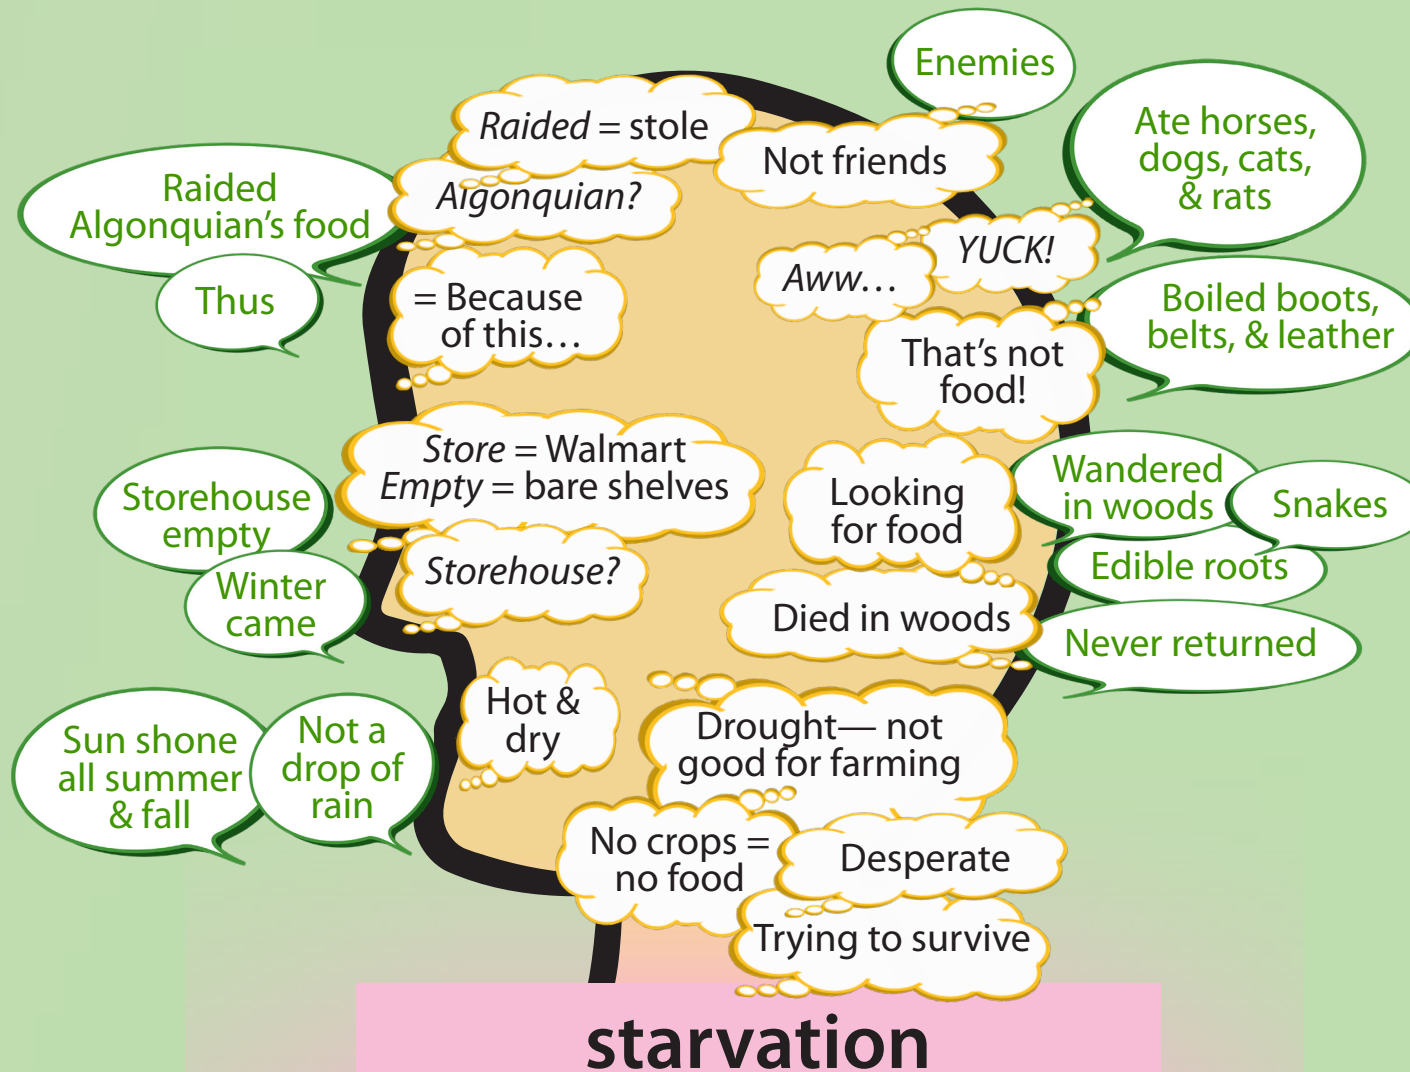 Enemies
Raided = stole
Not friends
Ate horses,
dogs, cats,
& rats
Raided
Algonquian’s food
Algonquian?
Thus
= Because
of this…
YUCK!
Aww…
Boiled boots,
belts, & leather
That’s not
food!
Store = Walmart
Empty = bare shelves
Storehouse
empty
Looking
for food
Wandered
in woods
Snakes
Storehouse?
Edible roots
Winter
came
Died in woods
Never returned
Hot &
dry
Sun shone
all summer
& fall
Not a
drop of
rain
Drought— not
good for farming
No crops =
no food
Desperate
Trying to survive
starvation